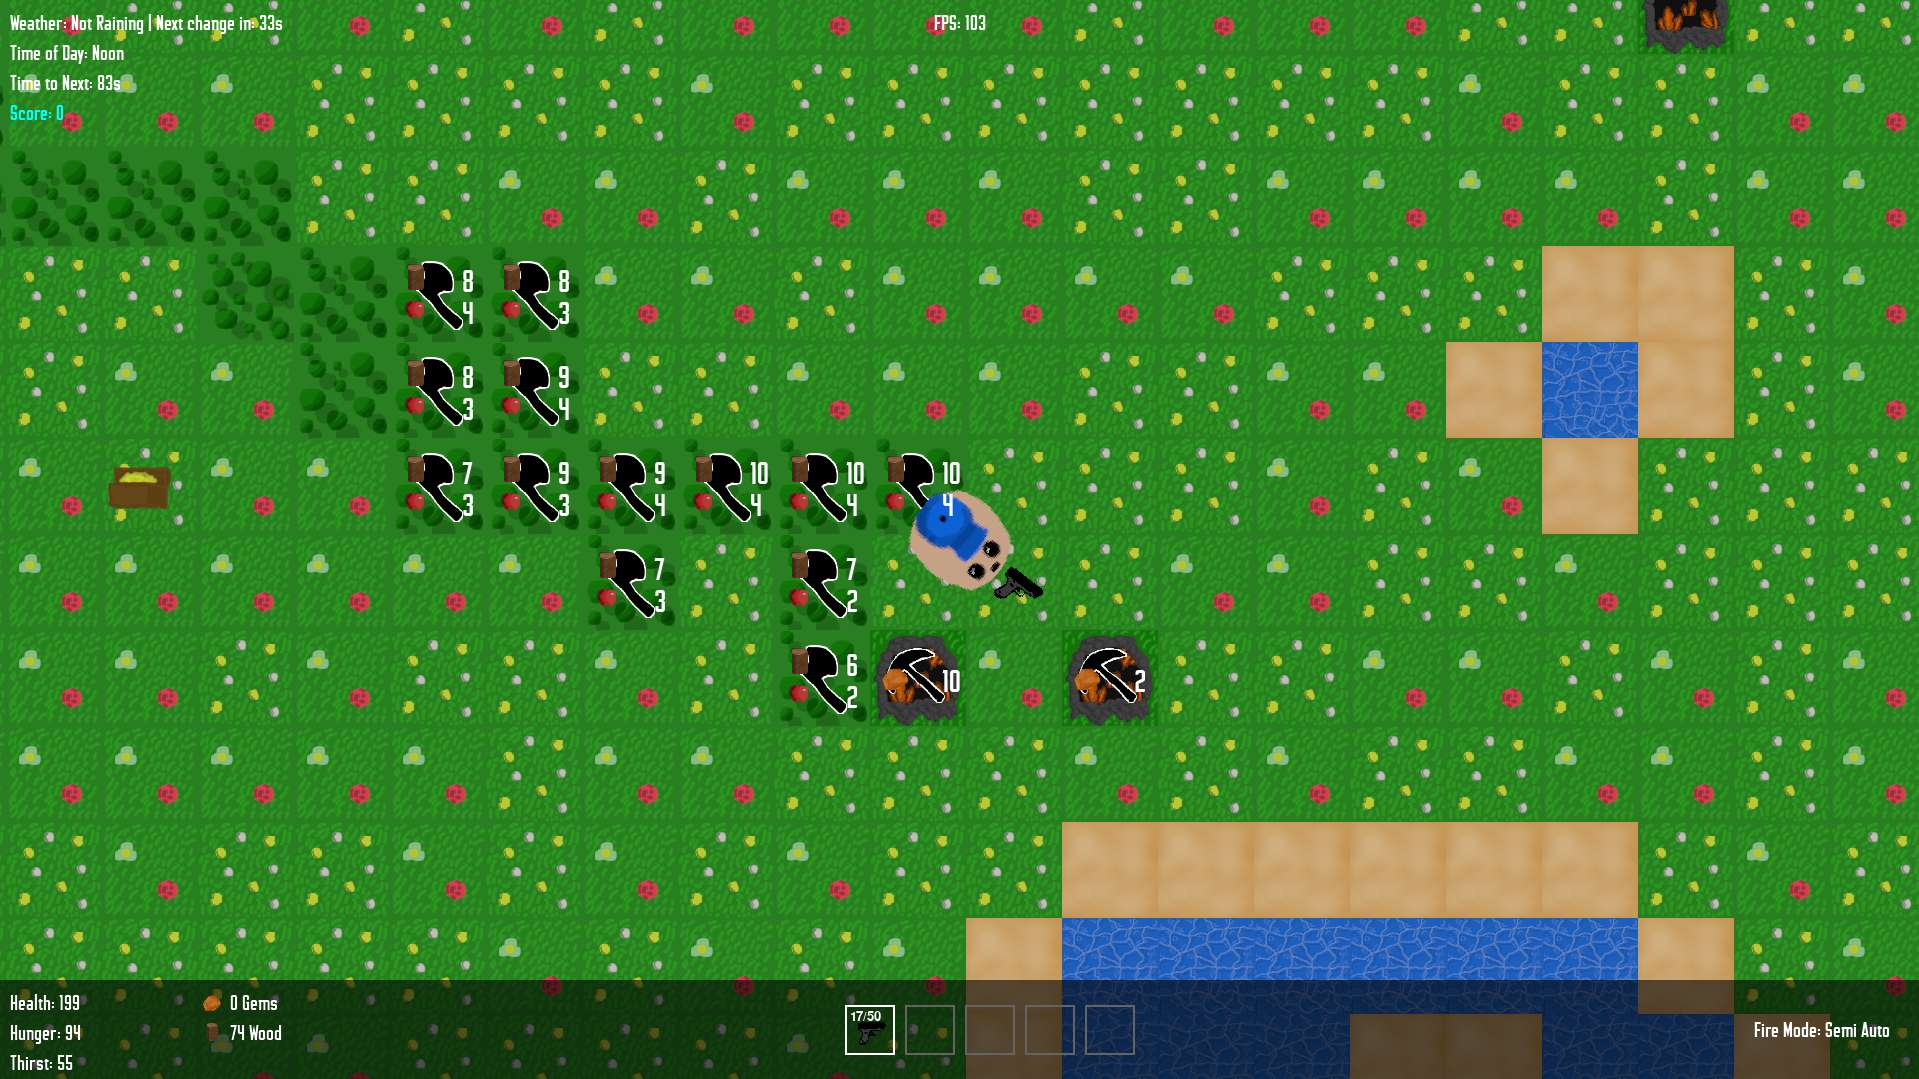 Weather: Not Raining | Next change in: 33s
FPS: 103
Time of Day: Noon
Time to Next: 83s
Score: 0
8 8
4 3
8 9
3 4
7 9 9 10 10 10
3 3 4 4 4 4
7 7
3 2
6 10 2
2
Health: 199
0 Gems
17/50
Hunger: 94
74 Wood
Fire Mode: Semi Auto
Thirst: 55